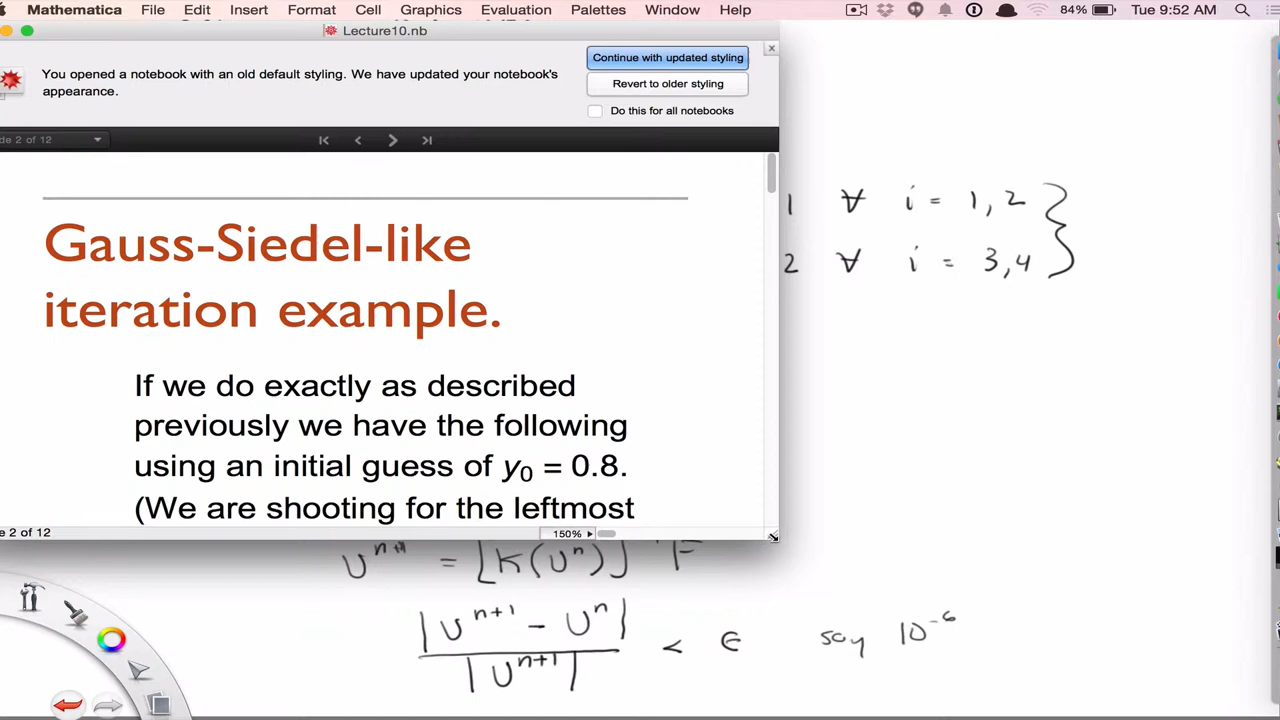 Mathematica File Edit Insert Format Cell Graphics Evaluation Palettes Window Help 84% Tue 9:52 AM
Lecture10.nb
You opened a notebook with an old default styling. We have updated your notebook's
appearance.
Continue with updated styling
Revert to older styling
Do this for all notebooks
de 2 of 12
Gauss-Siedel-like
iteration example.
If we do exactly as described
previously we have the following
using an initial guess of y₀ = 0.8.
(We are shooting for the leftmost
e 2 of 12
150%
1 ∀ i = 1, 2 }
2 ∀ i = 3, 4
U^{n+1} = [K(U^n)] F
|U^{n+1} - U^n| / |U^{n+1}| < ϵ say 10^{-6}